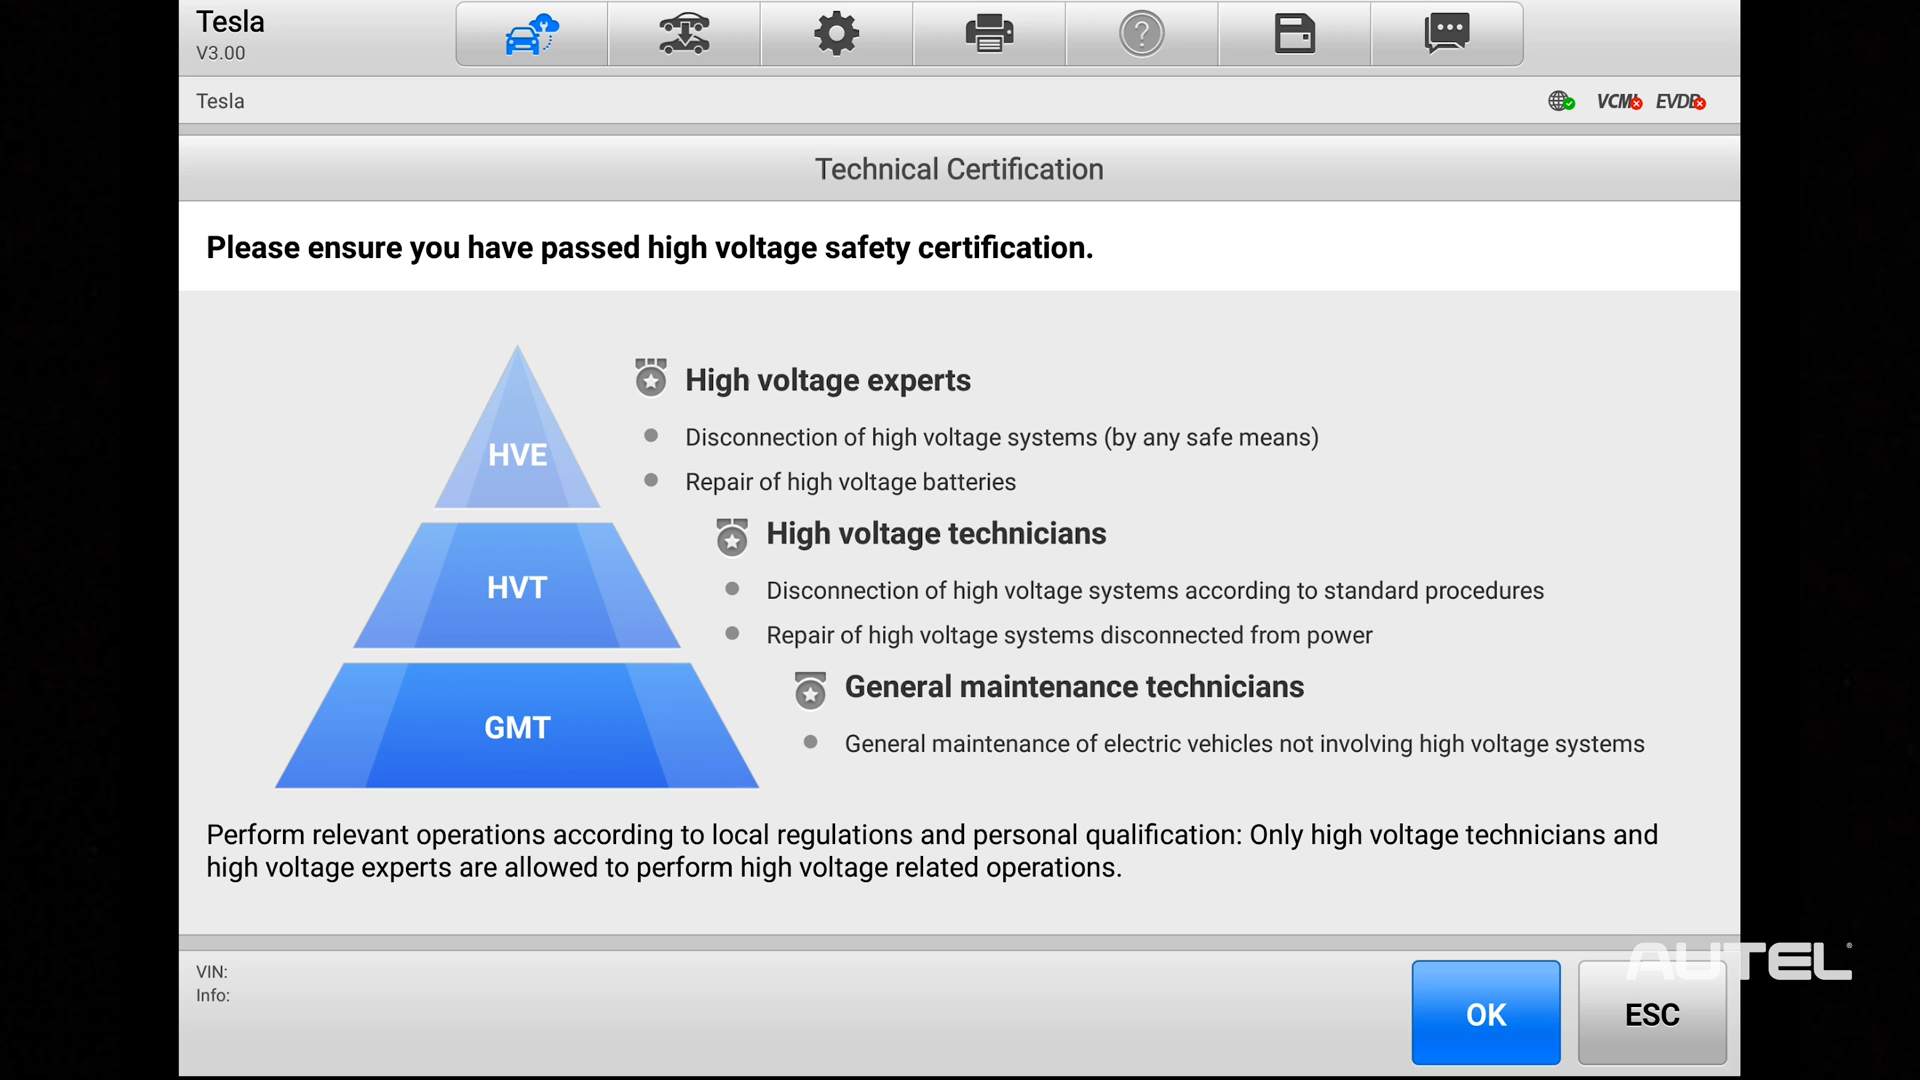 Tesla
V3.00
Tesla
VCMI
EVDB
Technical Certification
Please ensure you have passed high voltage safety certification.
High voltage experts
Disconnection of high voltage systems (by any safe means)
HVE
Repair of high voltage batteries
High voltage technicians
HVT
Disconnection of high voltage systems according to standard procedures
Repair of high voltage systems disconnected from power
General maintenance technicians
GMT
General maintenance of electric vehicles not involving high voltage systems
Perform relevant operations according to local regulations and personal qualification: Only high voltage technicians and
high voltage experts are allowed to perform high voltage related operations.
AUTEL®
VIN:
Info:
OK
ESC